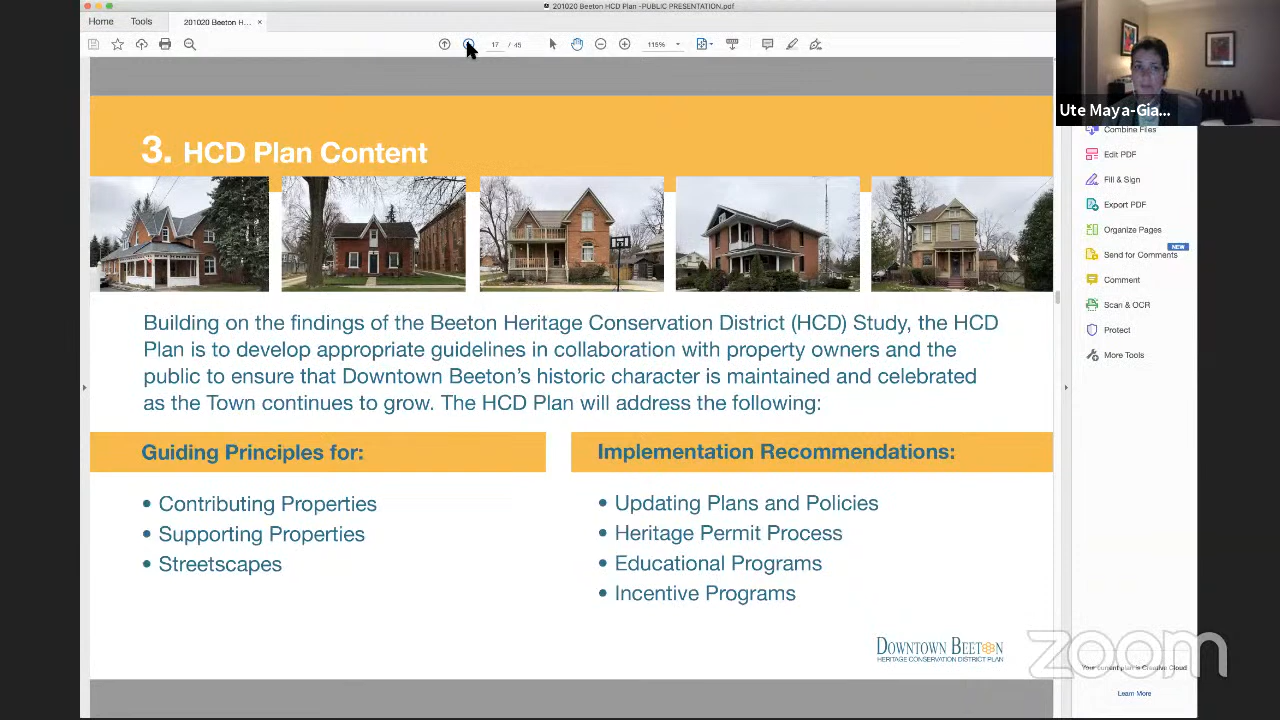 201020 Beeton HCD Plan -PUBLIC PRESENTATION.pdf
Home
Tools
201020 Beeton H...
×
17 / 45
115%
Ute Maya-Gia...
Combine Files
Edit PDF
Fill & Sign
Export PDF
Organize Pages
NEW
Send for Comments
Comment
Scan & OCR
Protect
More Tools
3. HCD Plan Content
Building on the findings of the Beeton Heritage Conservation District (HCD) Study, the HCD
Plan is to develop appropriate guidelines in collaboration with property owners and the
public to ensure that Downtown Beeton's historic character is maintained and celebrated
as the Town continues to grow. The HCD Plan will address the following:
Guiding Principles for:
• Contributing Properties
• Supporting Properties
• Streetscapes
Implementation Recommendations:
• Updating Plans and Policies
• Heritage Permit Process
• Educational Programs
• Incentive Programs
DOWNTOWN BEETON
HERITAGE CONSERVATION DISTRICT PLAN
zoom
Your current plan is Creative Cloud
Learn More